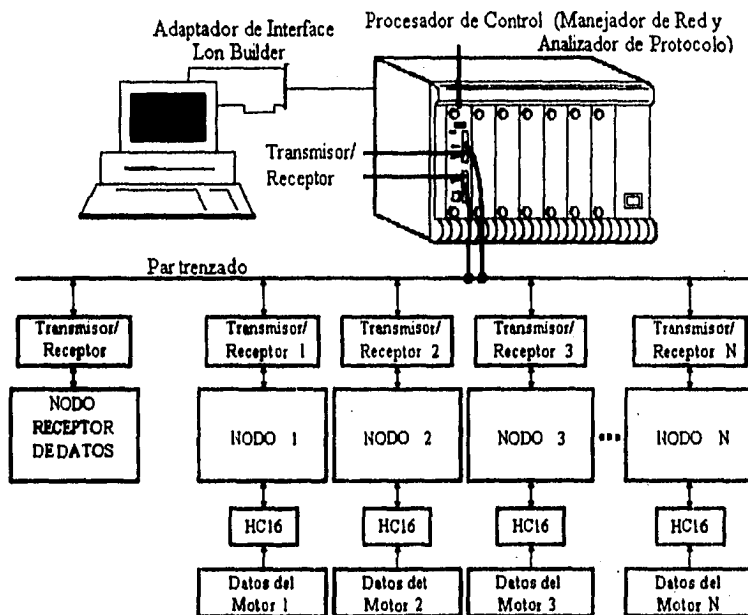 Adaptador de Interface
Lon Builder
Procesador de Control (Manejador de Red y
Analizador de Protocolo)
Transmisor/
Receptor
Par trenzado
Transmisor/
Receptor
Transmisor/
Receptor 1
Transmisor/
Receptor 2
Transmisor/
Receptor 3
Transmisor/
Receptor N
NODO
RECEPTOR
DE DATOS
NODO 1
NODO 2
NODO 3
NODO N
HC16
HC16
HC16
HC16
Datos del
Motor 1
Datos del
Motor 2
Datos del
Motor 3
Datos del
Motor N